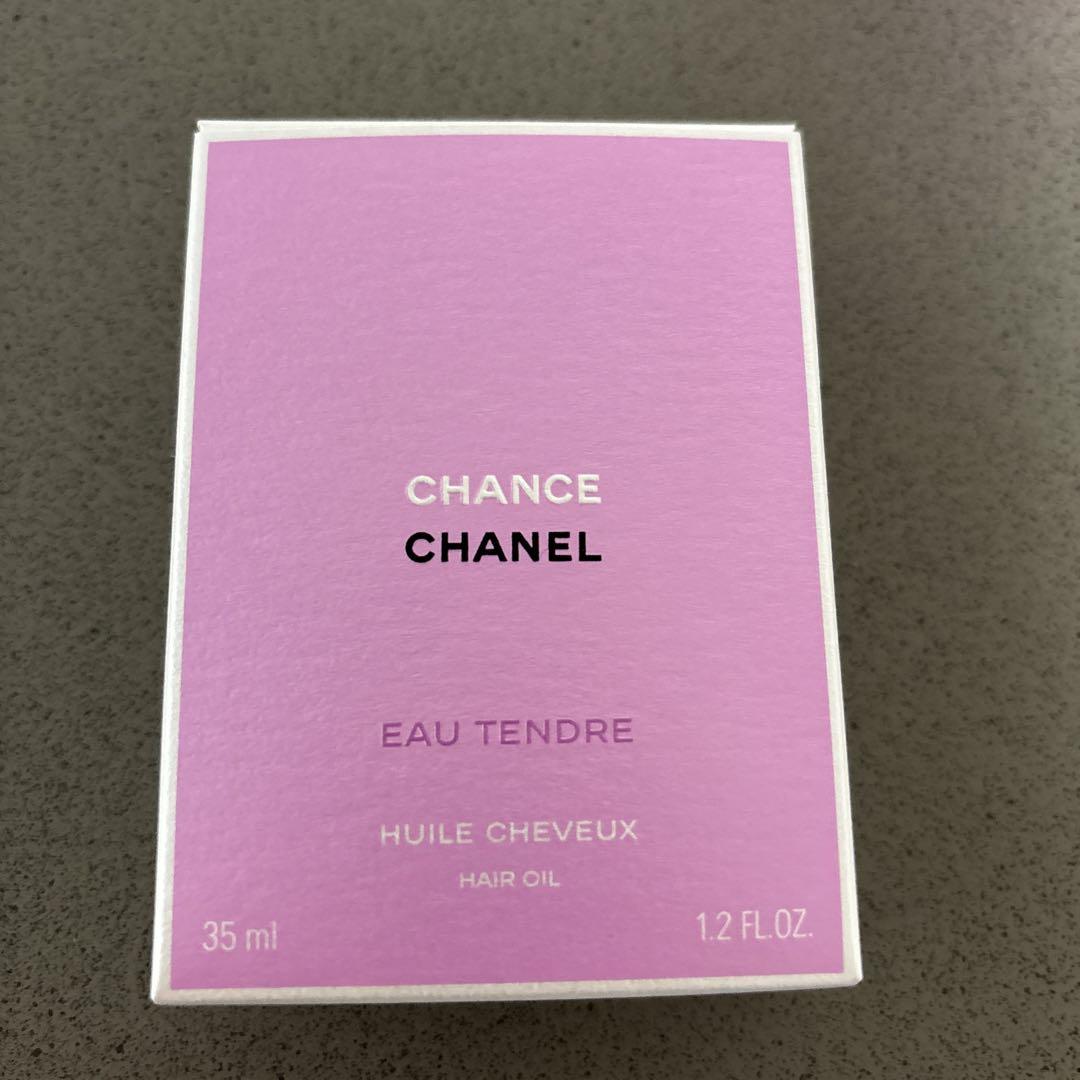 CHANCE
CHANEL
EAU TENDRE
HUILE CHEVEUX
HAIR OIL
35 ml 1.2 FL.OZ.